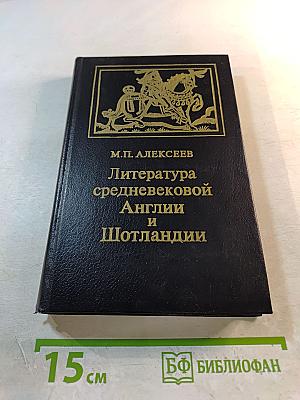 М.П. АЛЕКСЕЕВ
Литература
средневековой
Англии
и
Шотландии
15 см
БФ БИБЛИОФАН